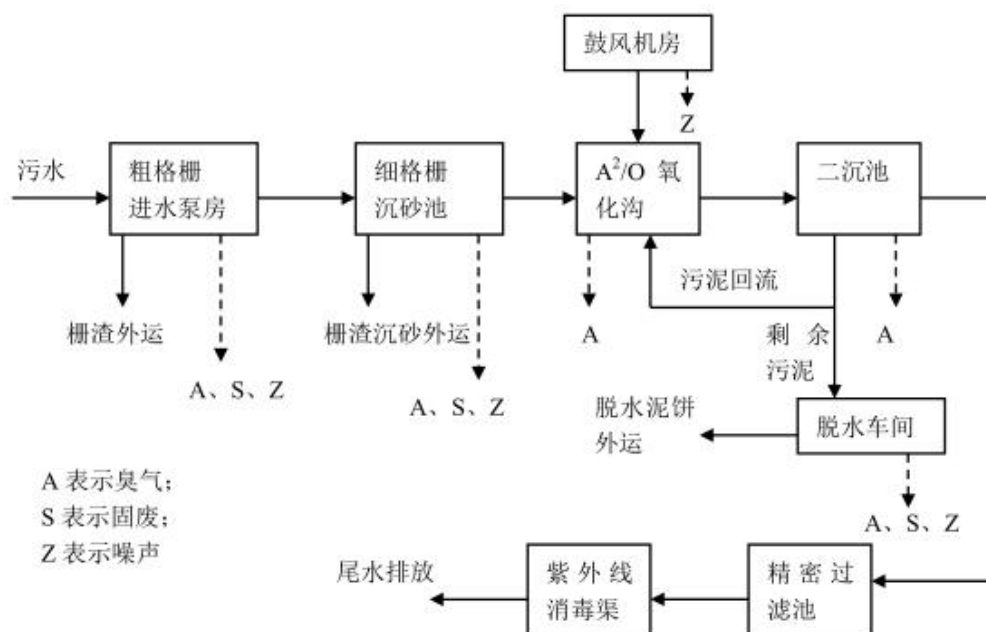 鼓风机房
Z
污水
粗格栅
进水泵房
细格栅
沉砂池
A²/O 氧
化沟
二沉池
污泥回流
栅渣外运
栅渣沉砂外运
A
剩余
污泥
A
A、S、Z
A、S、Z
脱水泥饼
外运
脱水车间
A 表示臭气;
S 表示固废;
Z 表示噪声
A、S、Z
尾水排放
紫外线
消毒渠
精密过
滤池